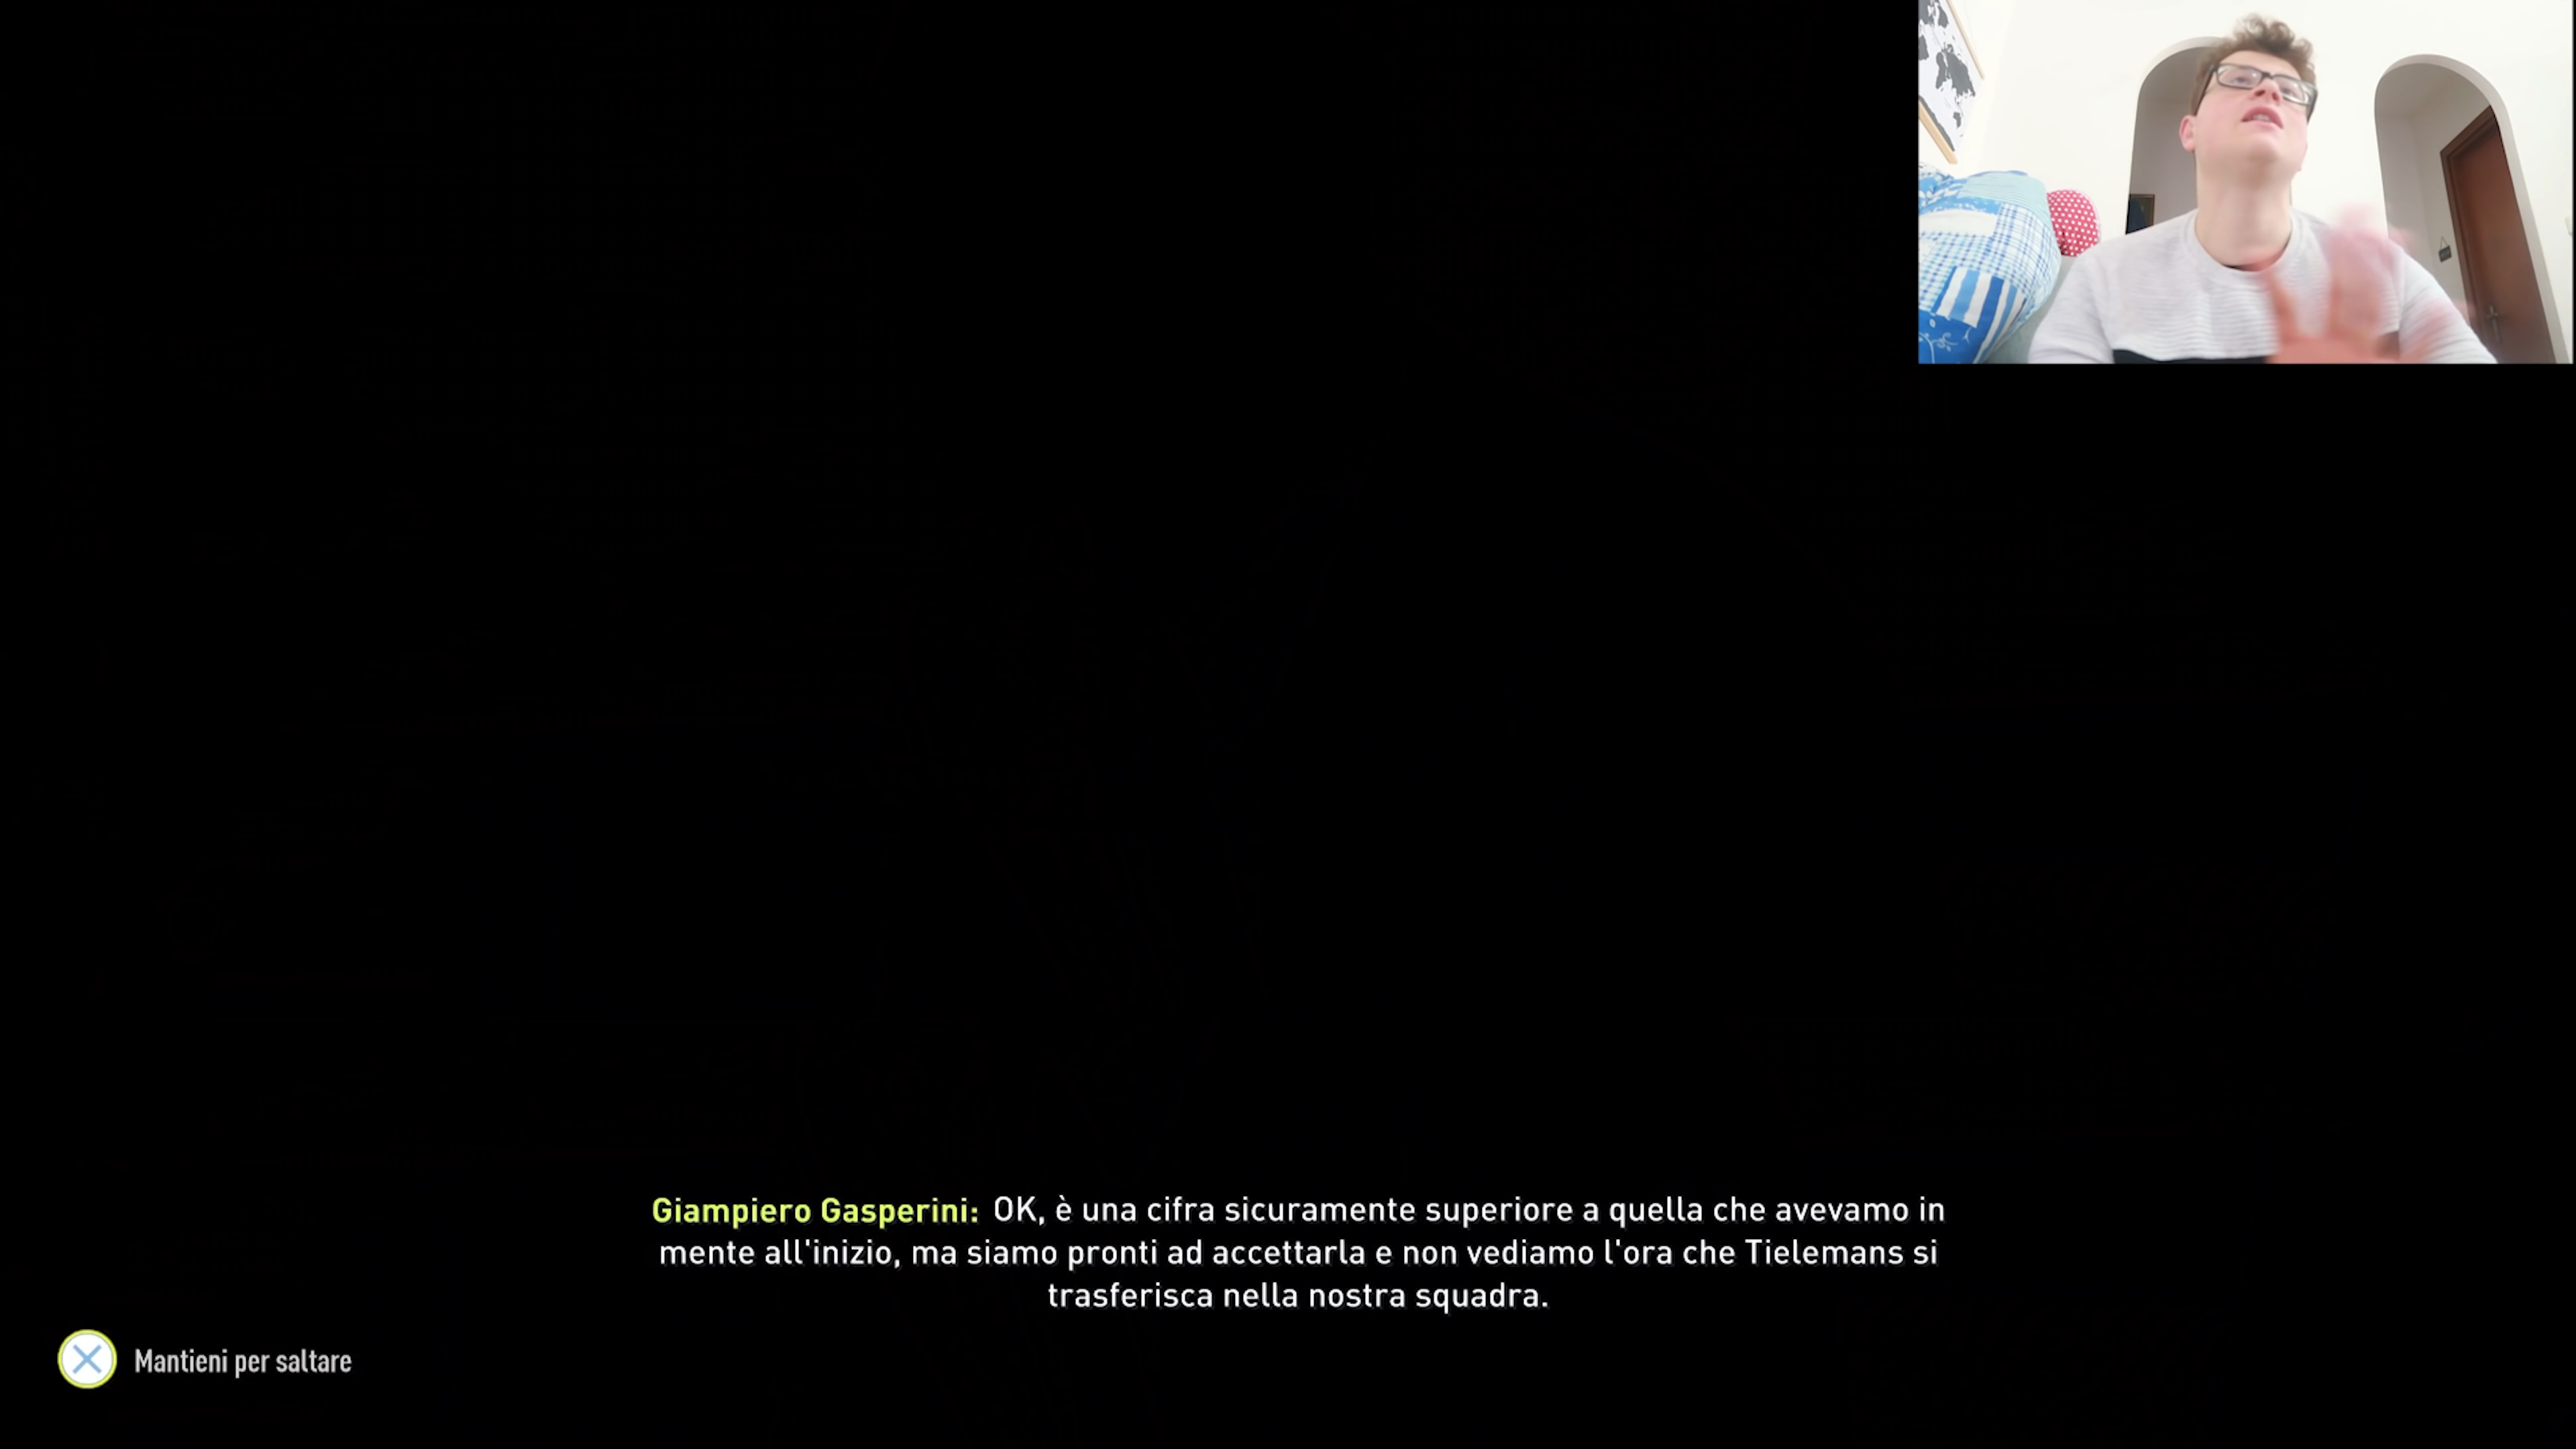 Giampiero Gasperini: OK, è una cifra sicuramente superiore a quella che avevamo in
mente all'inizio, ma siamo pronti ad accettarla e non vediamo l'ora che Tielemans si
trasferisca nella nostra squadra.
Mantieni per saltare